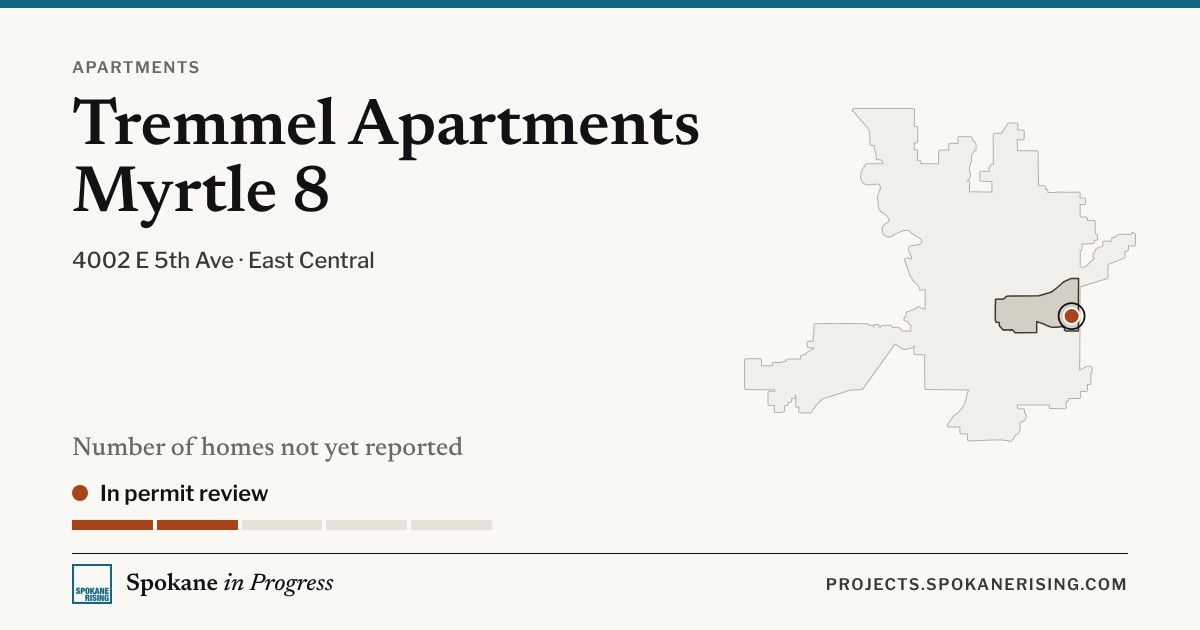 APARTMENTS
Tremmel Apartments
Myrtle 8
4002 E 5th Ave · East Central
Number of homes not yet reported
In permit review
SPOKANE
RISING
Spokane in Progress
PROJECTS.SPOKANERISING.COM